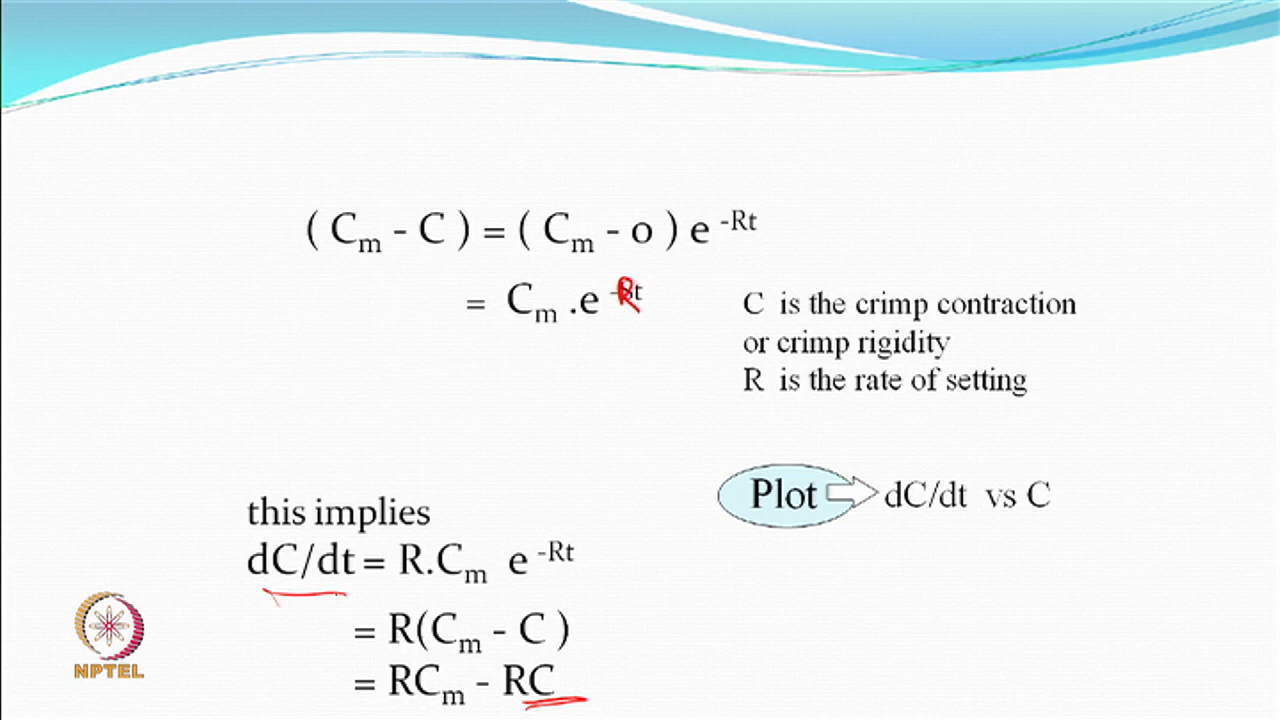 ( Cm - C ) = ( Cm - o ) e -Rt
= Cm .e -Rt
C is the crimp contraction
or crimp rigidity
R is the rate of setting
Plot dC/dt vs C
this implies
dC/dt = R.Cm e -Rt
= R(Cm - C )
= RCm - RC
NPTEL